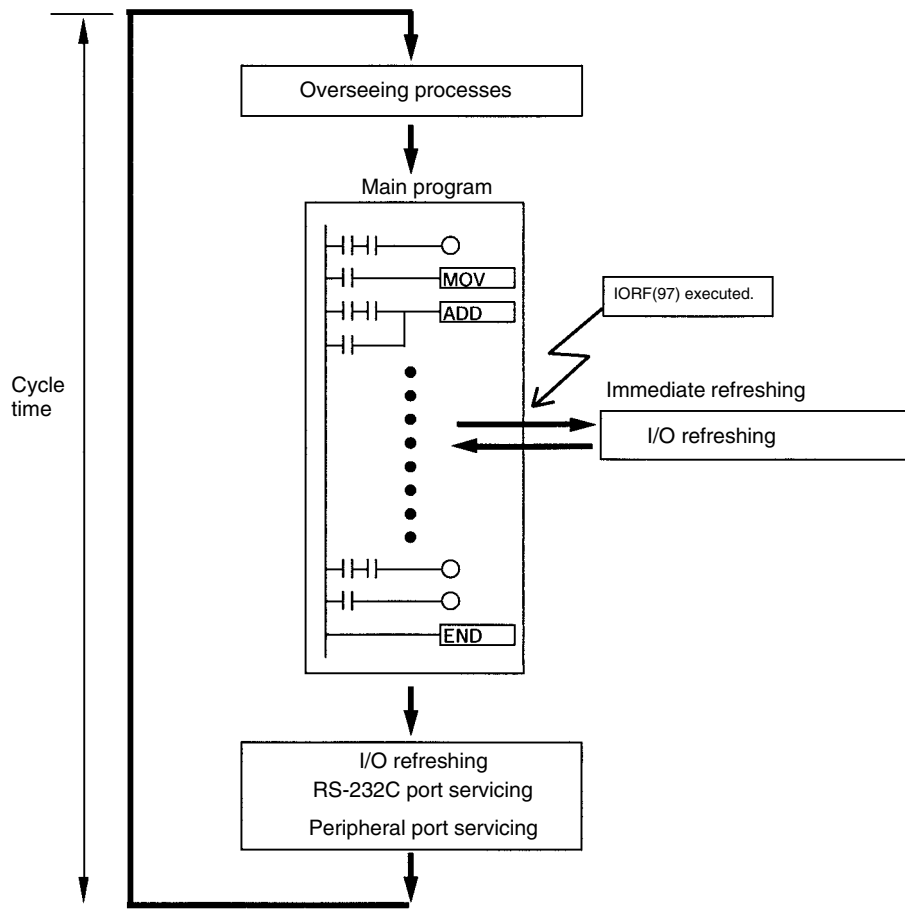 Overseeing processes
Main program
MOV
IORF(97) executed.
ADD
Cycle
time
Immediate refreshing
I/O refreshing
END
I/O refreshing
RS-232C port servicing
Peripheral port servicing